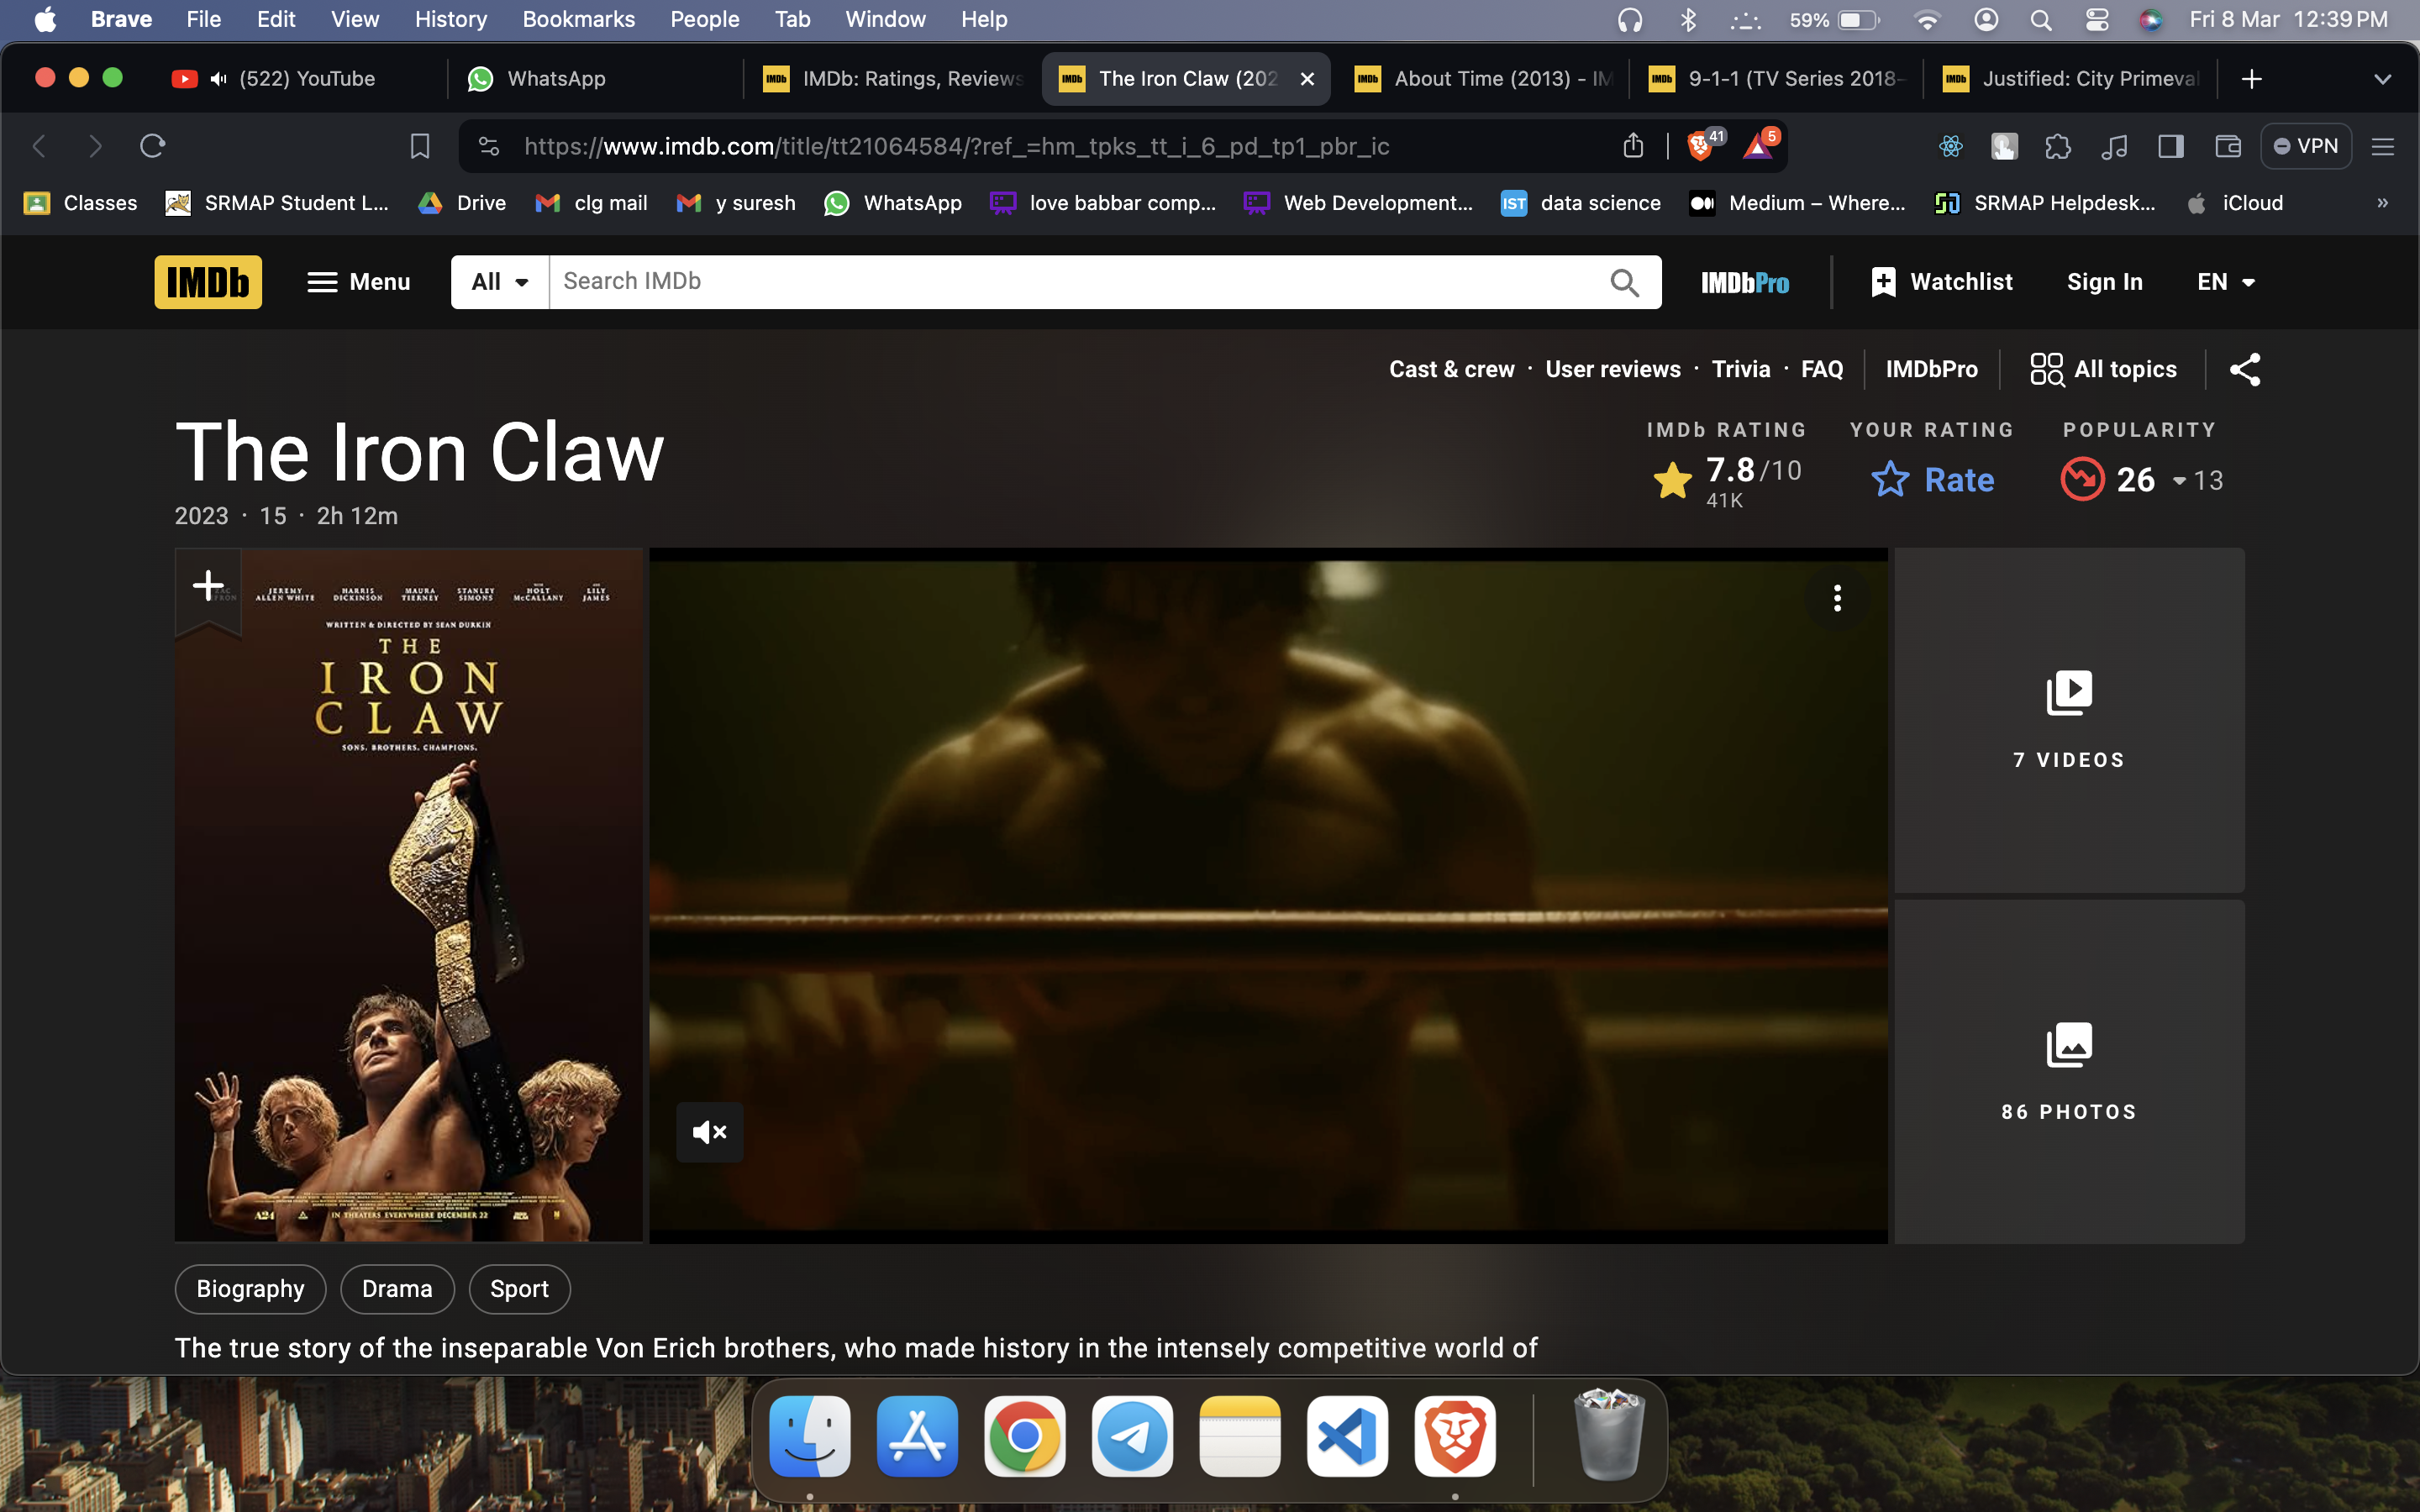 Brave File Edit View History Bookmarks People Tab Window Help 59% Fri 8 Mar 12:39 PM
(522) YouTube WhatsApp IMDb: Ratings, Reviews The Iron Claw (202 About Time (2013) - IM 9-1-1 (TV Series 2018- Justified: City Primeval
https://www.imdb.com/title/tt21064584/?ref_=hm_tpks_tt_i_6_pd_tp1_pbr_ic 41 5 VPN
Classes SRMAP Student L... Drive clg mail y suresh WhatsApp love babbar comp... Web Development... IST data science Medium – Where... SRMAP Helpdesk... iCloud »
IMDb Menu All Search IMDb IMDbPro Watchlist Sign In EN
Cast & crew · User reviews · Trivia · FAQ IMDbPro All topics
The Iron Claw
2023 · 15 · 2h 12m
IMDb RATING YOUR RATING POPULARITY
7.8/10 Rate 26 13
41K
JEREMY ALLEN WHITE HARRIS DICKINSON MAURA TIERNEY STANLEY SIMONS HOLT McCALLANY LILY JAMES
WRITTEN & DIRECTED BY SEAN DURKIN
THE
IRON
CLAW
SONS. BROTHERS. CHAMPIONS.
A24 IN THEATERS EVERYWHERE DECEMBER 22
7 VIDEOS
86 PHOTOS
Biography Drama Sport
The true story of the inseparable Von Erich brothers, who made history in the intensely competitive world of